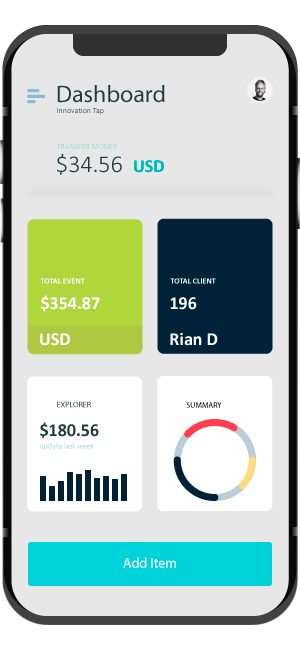 Dashboard
Innovation Tap
TRANSFER MONEY
$34.56 USD
TOTAL EVENT
$354.87
USD
TOTAL CLIENT
196
Rian D
EXPLORER
$180.56
update last week
SUMMARY
Add Item